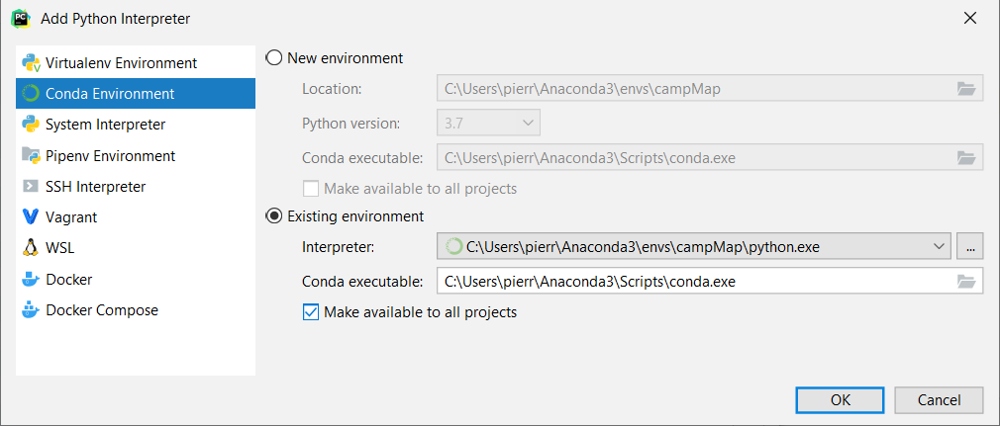 Add Python Interpreter
Virtualenv Environment
Conda Environment
System Interpreter
Pipenv Environment
SSH Interpreter
Vagrant
WSL
Docker
Docker Compose
New environment
Location: C:\Users\pierr\Anaconda3\envs\campMap
Python version: 3.7
Conda executable: C:\Users\pierr\Anaconda3\Scripts\conda.exe
Make available to all projects
Existing environment
Interpreter: C:\Users\pierr\Anaconda3\envs\campMap\python.exe ...
Conda executable: C:\Users\pierr\Anaconda3\Scripts\conda.exe
Make available to all projects
OK Cancel